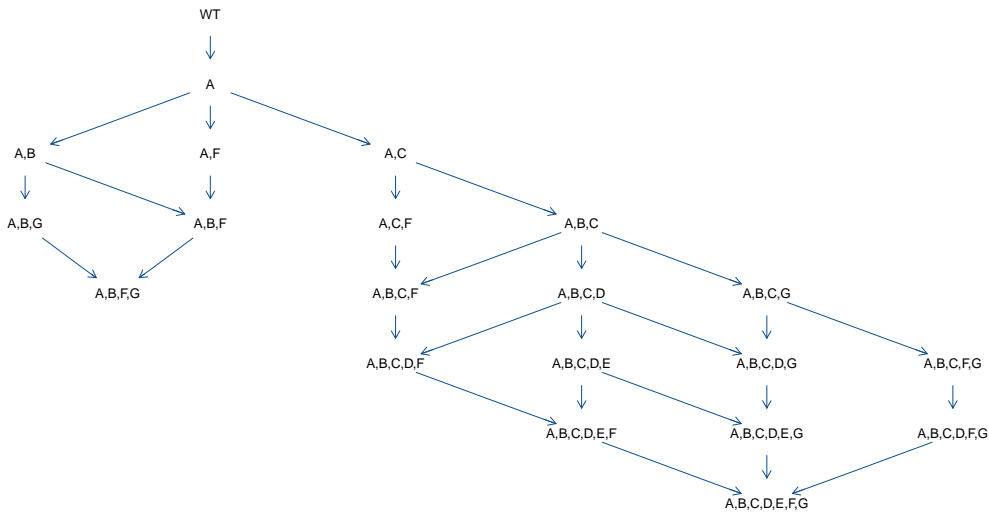 WT
A
A,B
A,F
A,C
A,B,G
A,B,F
A,C,F
A,B,C
A,B,F,G
A,B,C,F
A,B,C,D
A,B,C,G
A,B,C,D,F
A,B,C,D,E
A,B,C,D,G
A,B,C,F,G
A,B,C,D,E,F
A,B,C,D,E,G
A,B,C,D,F,G
A,B,C,D,E,F,G